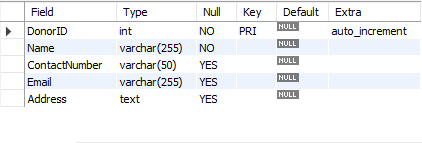 Field Type Null Key Default Extra
DonorID int NO PRI NULL auto_increment
Name varchar(255) NO NULL
ContactNumber varchar(50) YES NULL
Email varchar(255) YES NULL
Address text YES NULL